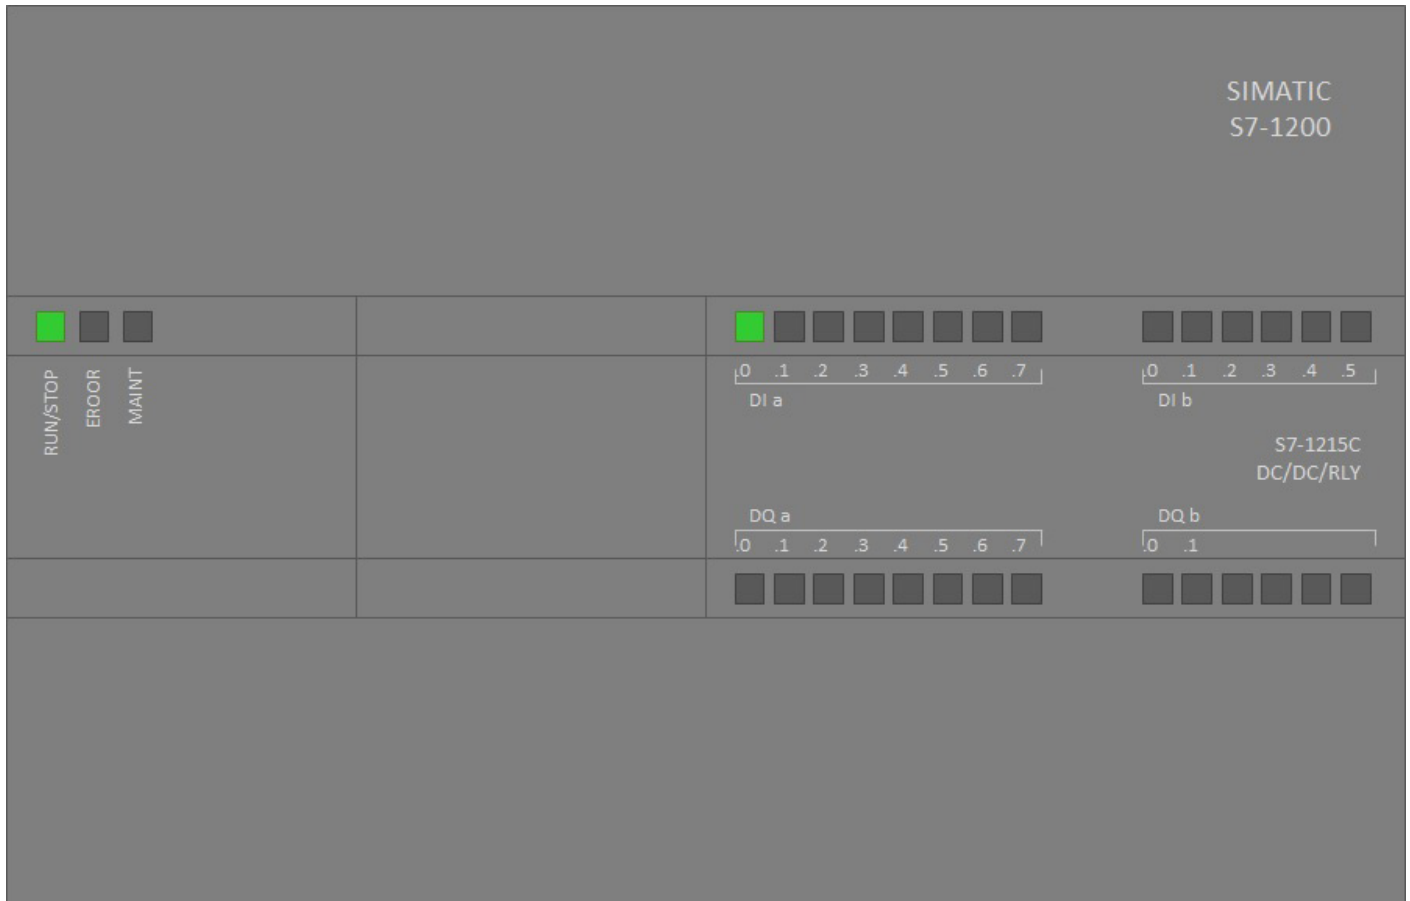 SIMATIC
S7-1200
RUN/STOP
EROOR
MAINT
.0 .1 .2 .3 .4 .5 .6 .7
DI a
.0 .1 .2 .3 .4 .5
DI b
S7-1215C
DC/DC/RLY
DQ a
.0 .1 .2 .3 .4 .5 .6 .7
DQ b
.0 .1